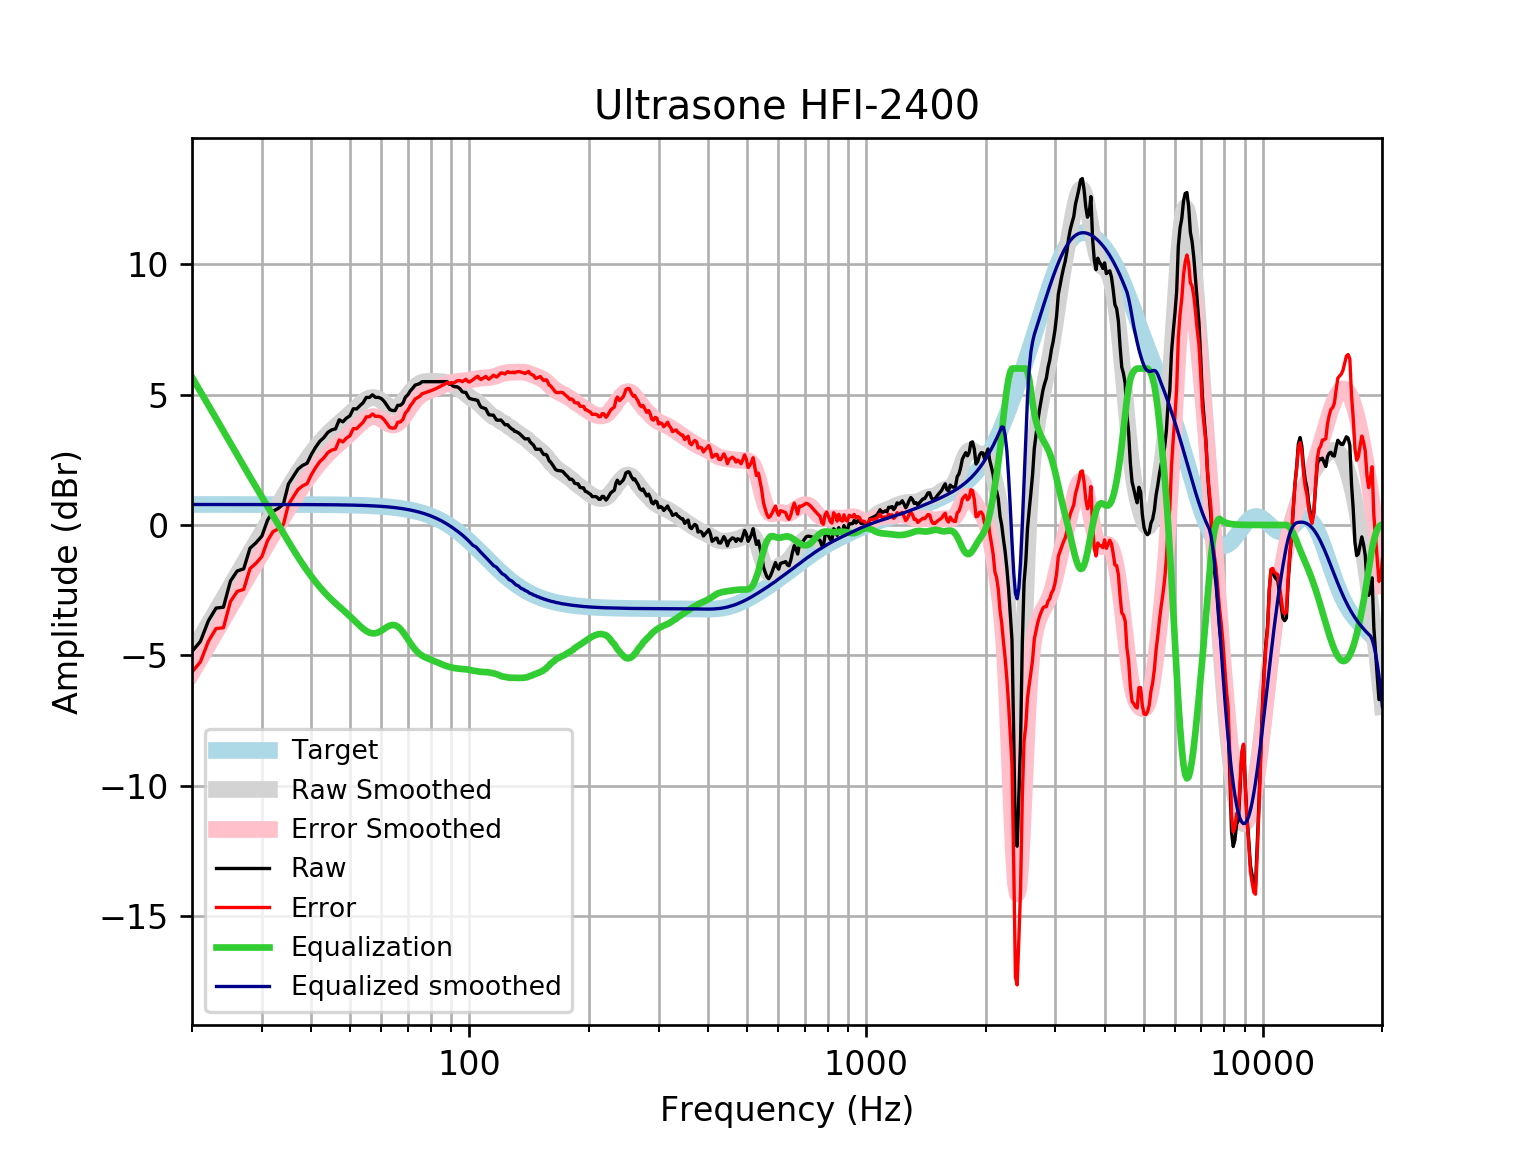 Ultrasone HFI-2400
Amplitude (dBr)
10
5
0
−5
−10
−15
Target
Raw Smoothed
Error Smoothed
Raw
Error
Equalization
Equalized smoothed
100 1000 10000
Frequency (Hz)